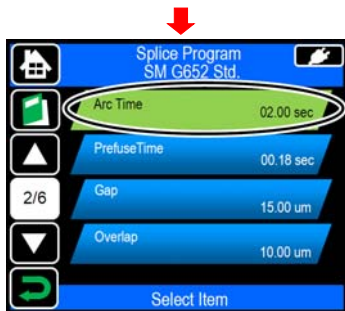 Splice Program
SM G652 Std.
Arc Time
02.00 sec
PrefuseTime
00.18 sec
2/6
Gap
15.00 um
Overlap
10.00 um
Select Item